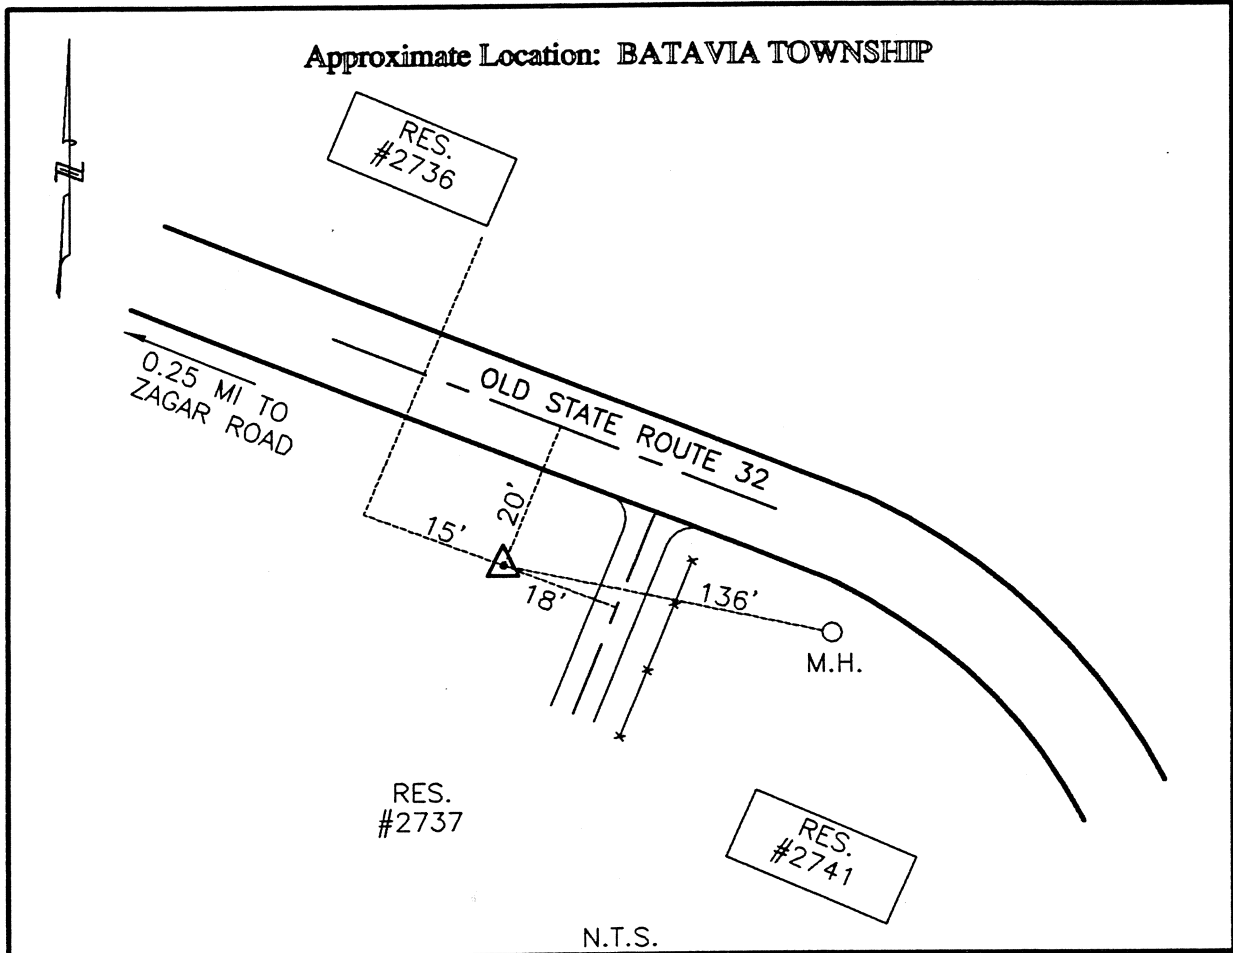 Approximate Location: BATAVIA TOWNSHIP
RES.
#2736
N
0.25 MI TO
ZAGAR ROAD
OLD STATE ROUTE 32
15'
20'
18'
136'
M.H.
RES.
#2737
RES.
#2741
N.T.S.